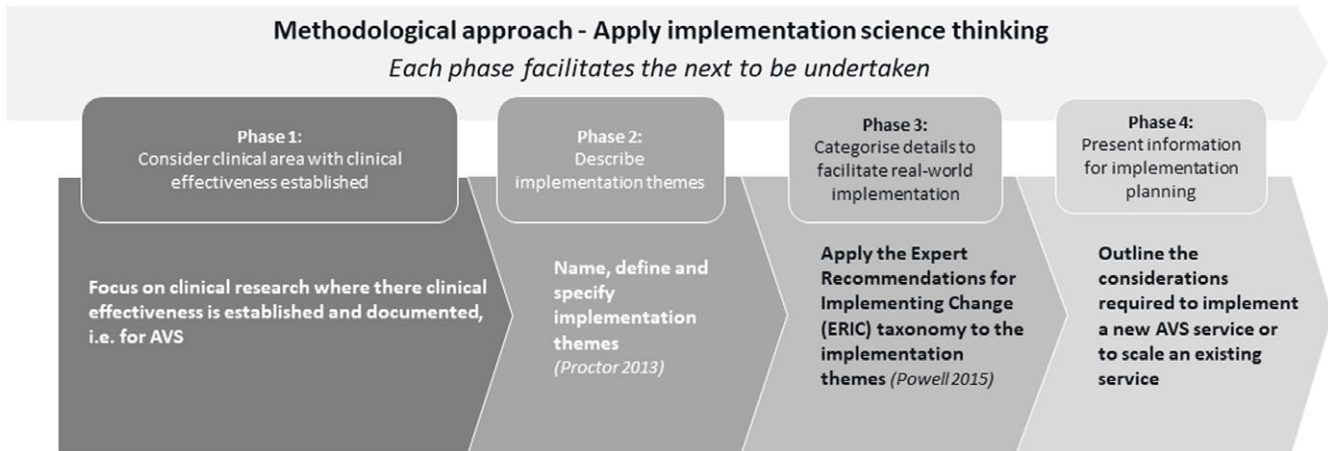 Methodological approach - Apply implementation science thinking
Each phase facilitates the next to be undertaken
Phase 1:
Consider clinical area with clinical
effectiveness established
Focus on clinical research where there clinical
effectiveness is established and documented,
i.e. for AVS
Phase 2:
Describe
implementation themes
Name, define and
specify
implementation
themes
(Proctor 2013)
Phase 3:
Categorise details to
facilitate real-world
implementation
Apply the Expert
Recommendations for
Implementing Change
(ERIC) taxonomy to the
implementation
themes (Powell 2015)
Phase 4:
Present information
for implementation
planning
Outline the
considerations
required to implement
a new AVS service or
to scale an existing
service